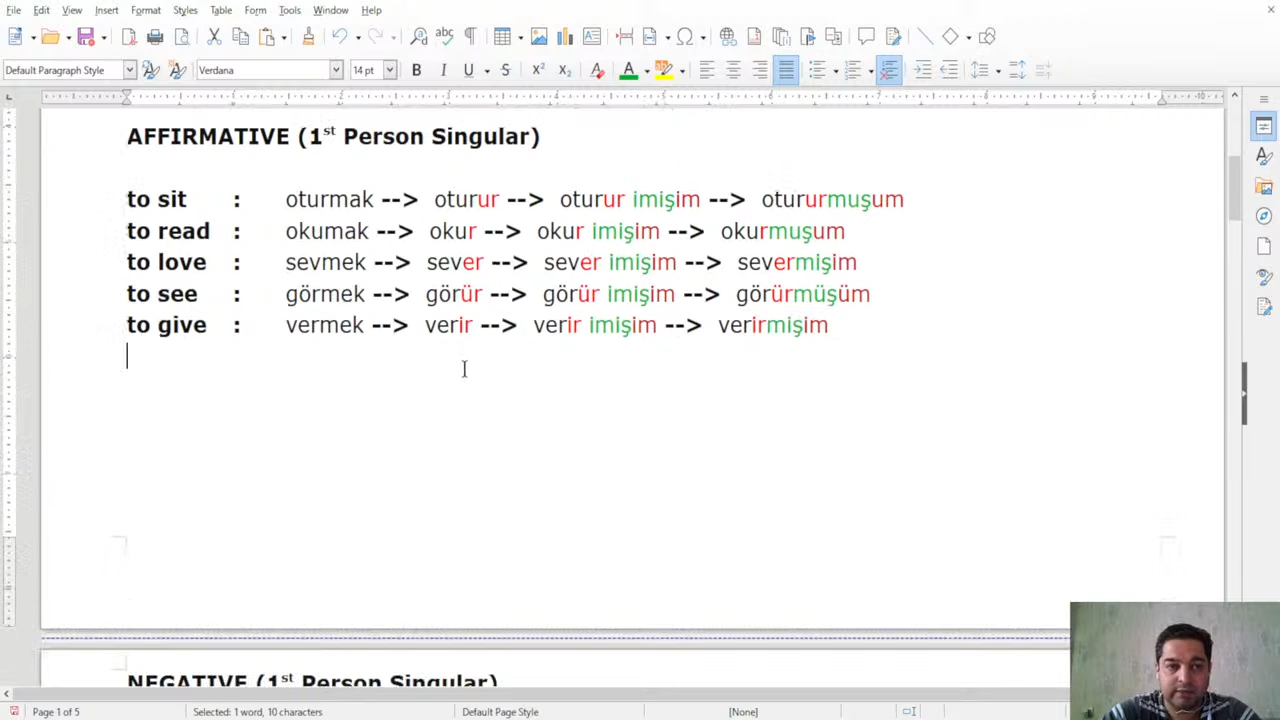 File Edit View Insert Format Styles Table Form Tools Window Help
Default Paragraph Style Verdana 14 pt
AFFIRMATIVE (1st Person Singular)
to sit : oturmak --> oturur --> oturur imişim --> otururmuşum
to read : okumak --> okur --> okur imişim --> okurmuşum
to love : sevmek --> sever --> sever imişim --> severmişim
to see : görmek --> görür --> görür imişim --> görürmüşüm
to give : vermek --> verir --> verir imişim --> verirmişim
NEGATIVE (1st Person Singular)
Page 1 of 5 Selected: 1 word, 10 characters Default Page Style [None]